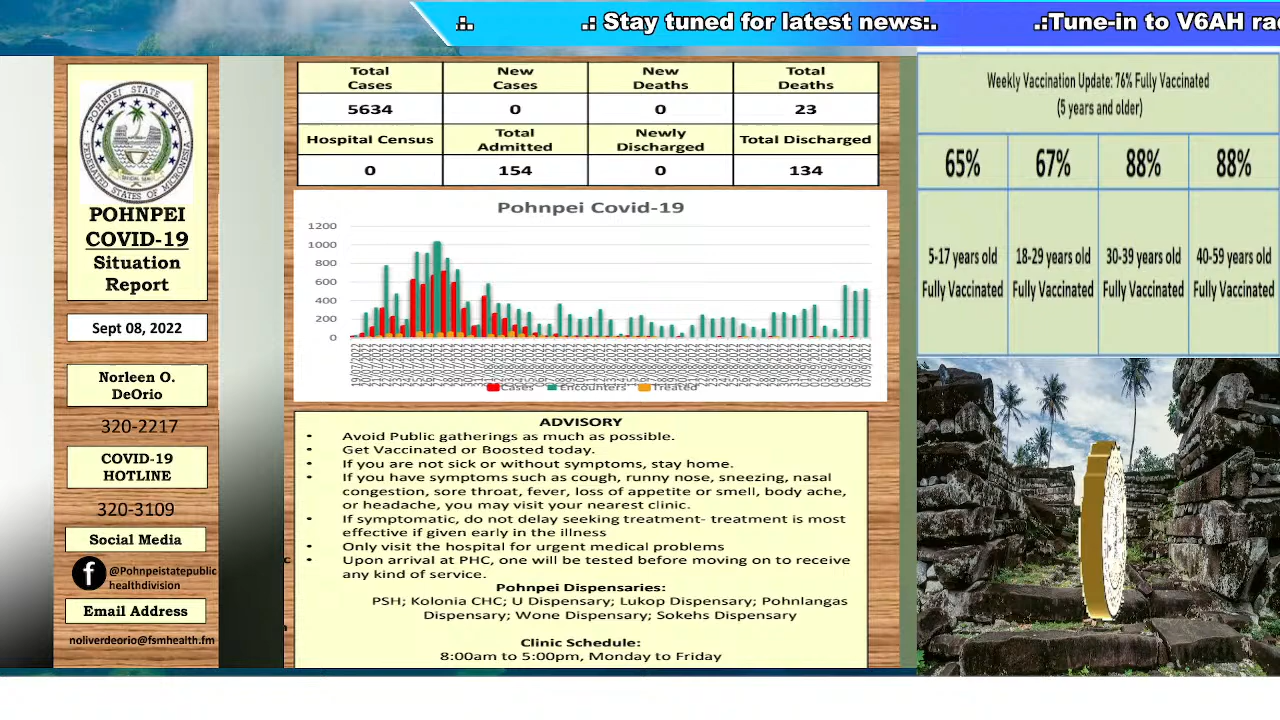 .:.
.: Stay tuned for latest news:.
.:Tune-in to V6AH
POHNPEI STATE SEAL
FEDERATED STATES OF MICRONESIA
POHNPEI
COVID-19
Situation
Report
Sept 08, 2022
Norleen O.
DeOrio
320-2217
COVID-19
HOTLINE
320-3109
Social Media
@Pohnpeistatepublic
healthdivision
Email Address
noliverdeorio@fsmhealth.fm
Total Cases New Cases New Deaths Total Deaths
5634 0 0 23
Hospital Census Total Admitted Newly Discharged Total Discharged
0 154 0 134
Pohnpei Covid-19
1200
1000
800
600
400
200
0
Cases Encounters Treated
ADVISORY
• Avoid Public gatherings as much as possible.
• Get Vaccinated or Boosted today.
• If you are not sick or without symptoms, stay home.
• If you have symptoms such as cough, runny nose, sneezing, nasal
congestion, sore throat, fever, loss of appetite or smell, body ache,
or headache, you may visit your nearest clinic.
• If symptomatic, do not delay seeking treatment- treatment is most
effective if given early in the illness
• Only visit the hospital for urgent medical problems
• Upon arrival at PHC, one will be tested before moving on to receive
any kind of service.
Pohnpei Dispensaries:
PSH; Kolonia CHC; U Dispensary; Lukop Dispensary; Pohnlangas
Dispensary; Wone Dispensary; Sokehs Dispensary
Clinic Schedule:
8:00am to 5:00pm, Monday to Friday
Weekly Vaccination Update: 76% Fully Vaccinated
(5 years and older)
65% 67% 88% 88%
5-17 years old 18-29 years old 30-39 years old 40-59 years old
Fully Vaccinated Fully Vaccinated Fully Vaccinated Fully Vaccinated